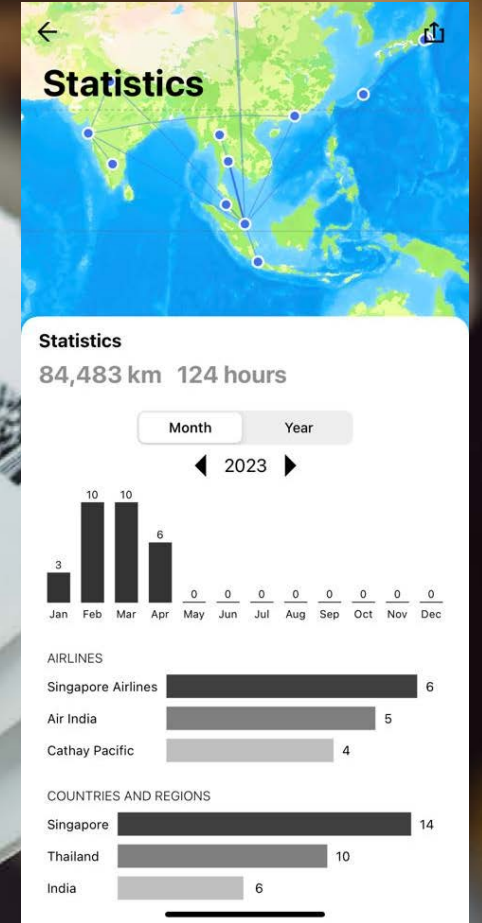 Statistics
Statistics
84,483 km 124 hours
Month Year
2023
10 10
6
3
0 0 0 0 0 0 0 0
Jan Feb Mar Apr May Jun Jul Aug Sep Oct Nov Dec
AIRLINES
Singapore Airlines 6
Air India 5
Cathay Pacific 4
COUNTRIES AND REGIONS
Singapore 14
Thailand 10
India 6